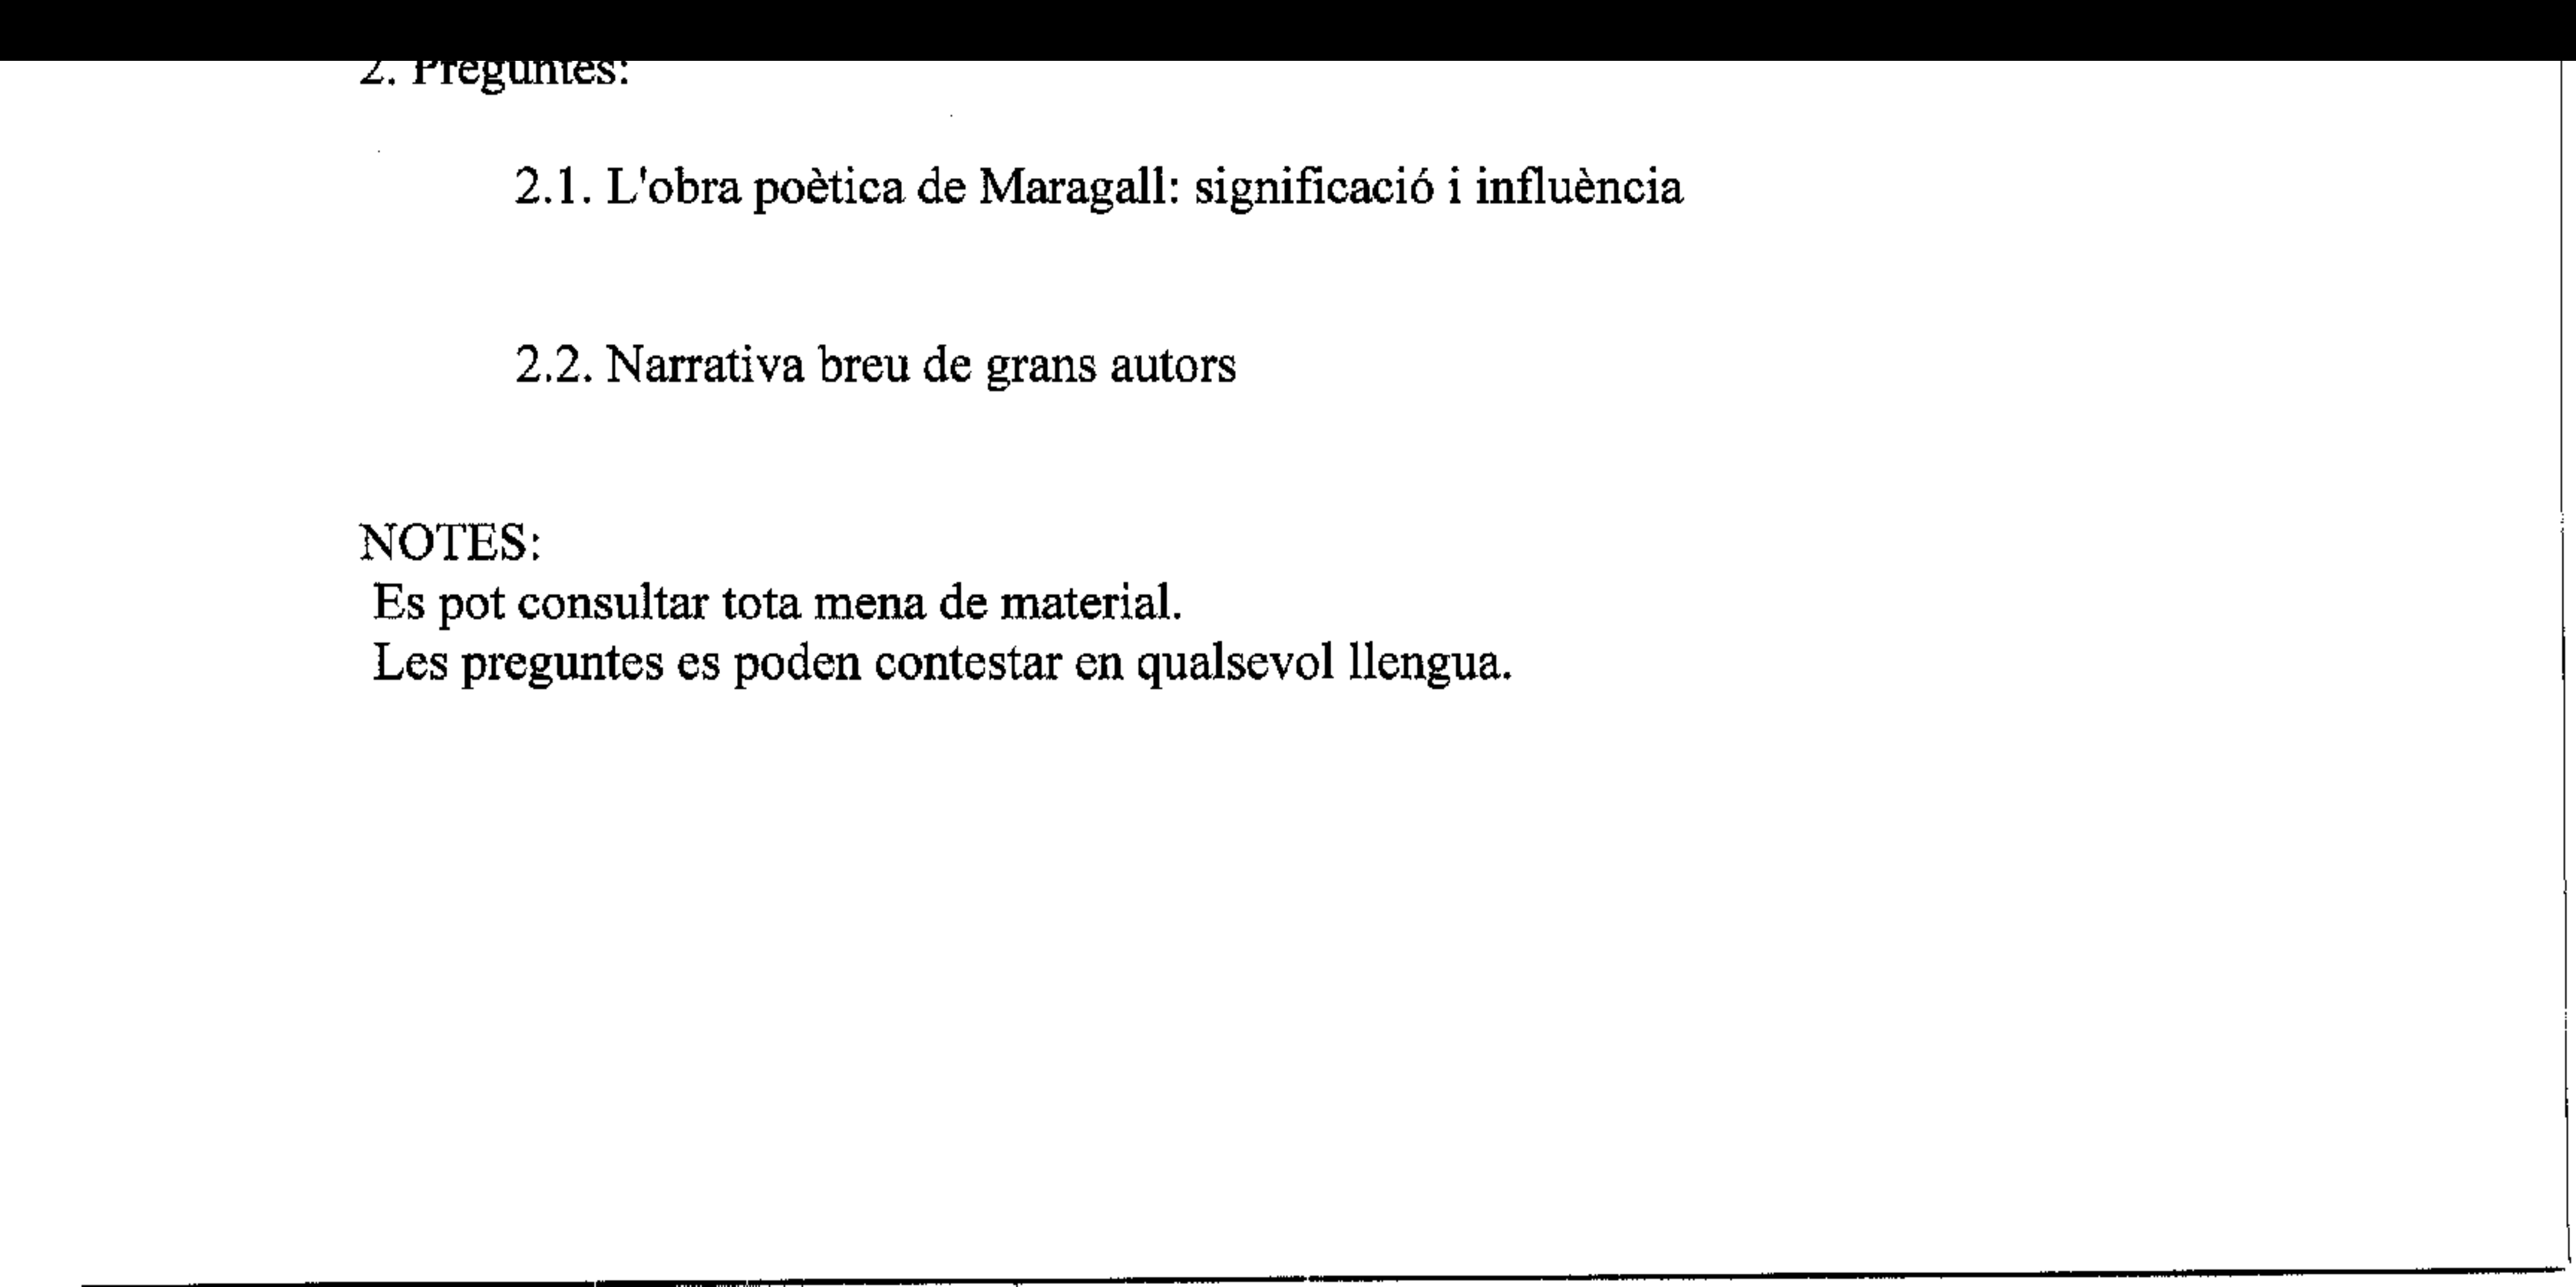 2. Preguntes:
2.1. L'obra poètica de Maragall: significació i influència
2.2. Narrativa breu de grans autors
NOTES:
Es pot consultar tota mena de material.
Les preguntes es poden contestar en qualsevol llengua.